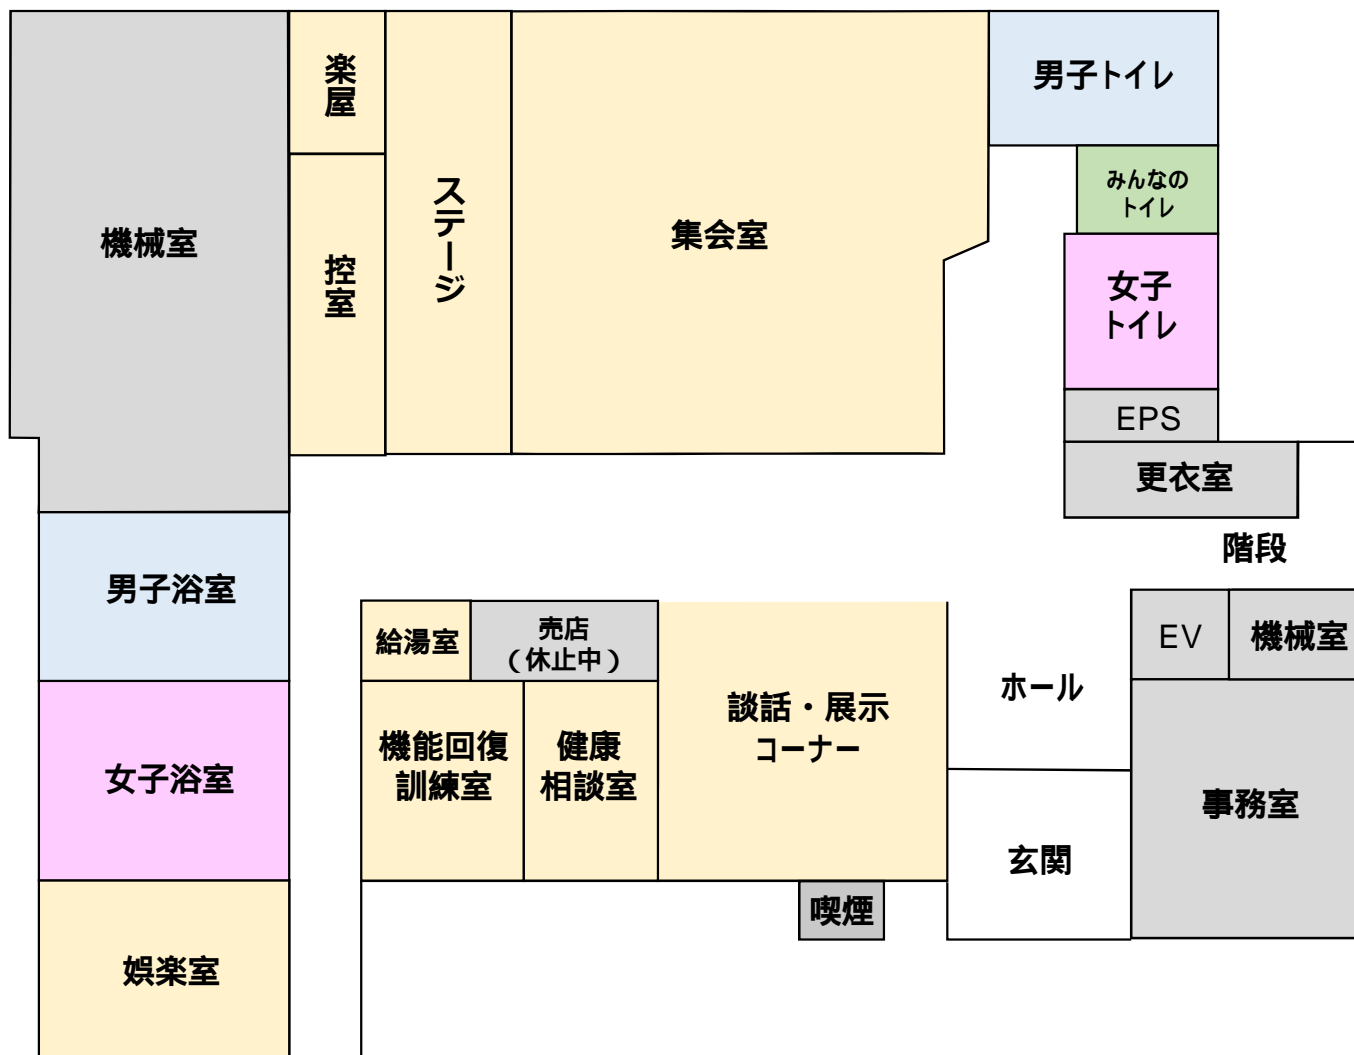 楽屋
男子トイレ
みんなの
トイレ
ステージ
集会室
機械室
控室
女子
トイレ
EPS
更衣室
階段
男子浴室
給湯室
売店
（休止中）
EV
機械室
ホール
談話・展示
コーナー
機能回復
訓練室
健康
相談室
女子浴室
事務室
玄関
喫煙
娯楽室